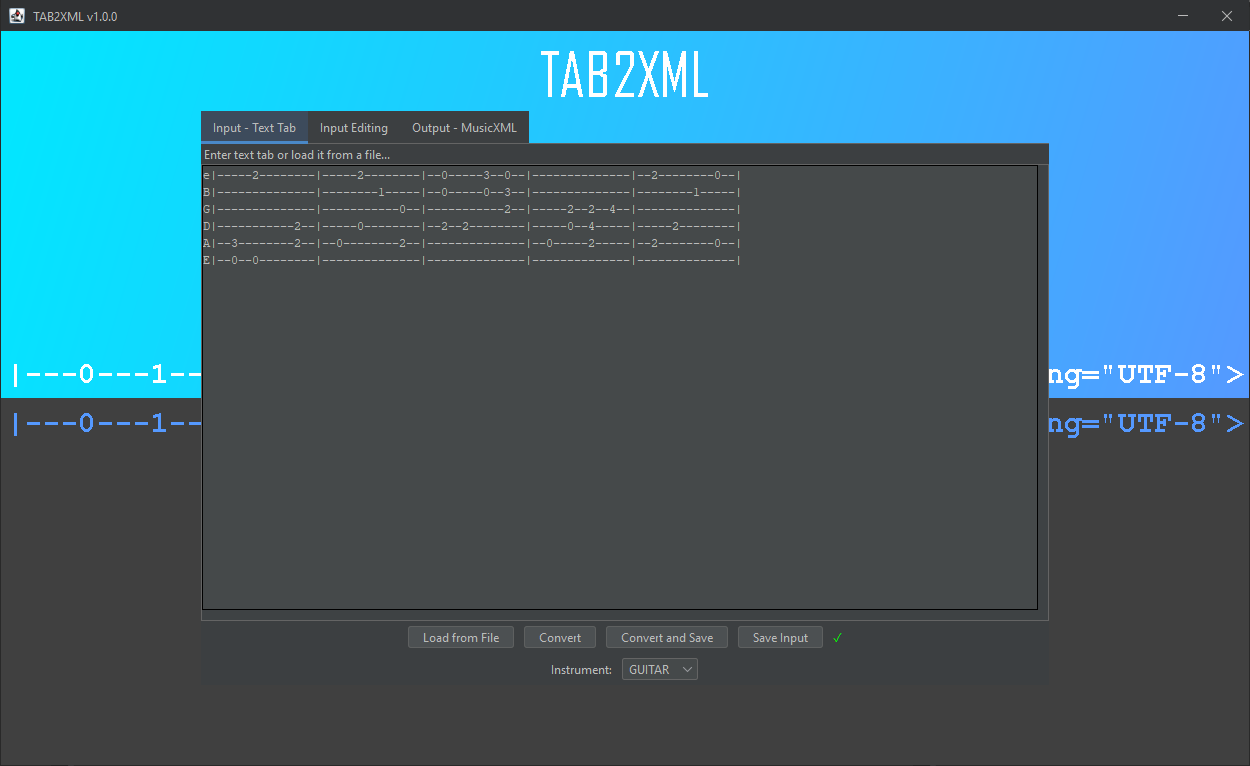 TAB2XML v1.0.0
TAB2XML
Input - Text Tab Input Editing Output - MusicXML
Enter text tab or load it from a file...
e|-----2--------|-----2--------|--0-----3--0--|--------------|--2--------0--|
B|--------------|--------1-----|--0-----0--3--|--------------|--------1-----|
G|--------------|-----------0--|-----------2--|-----2--2--4--|--------------|
D|-----------2--|-----0--------|--2--2--------|-----0--4-----|-----2--------|
A|--3--------2--|--0--------2--|--------------|--0-----2-----|--2--------0--|
E|--0--0--------|--------------|--------------|--------------|--------------|
|---0---1-- ng="UTF-8">
|---0---1-- ng="UTF-8">
Load from File Convert Convert and Save Save Input ✓
Instrument: GUITAR